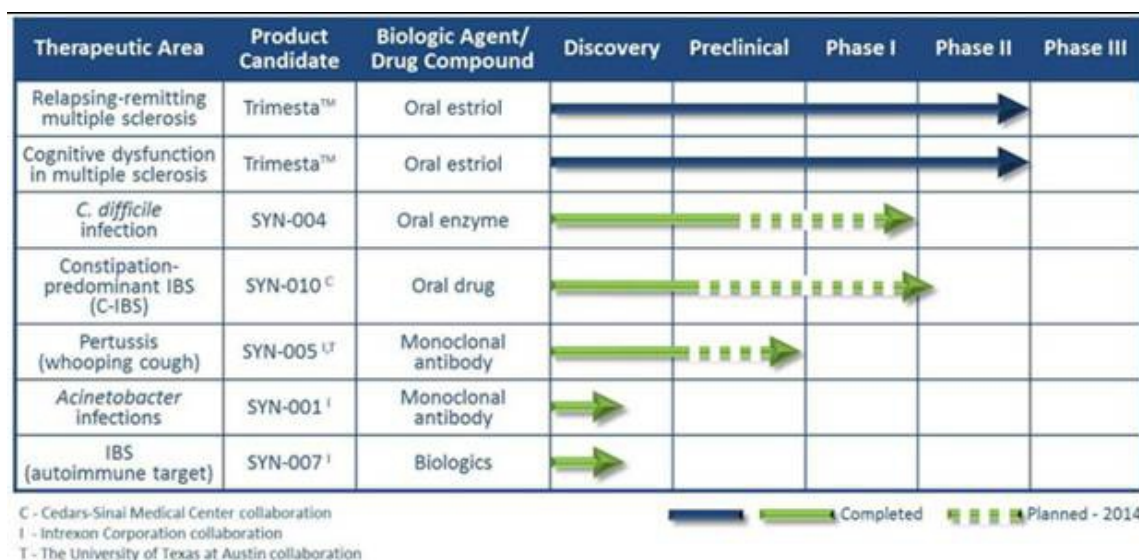 Therapeutic Area
Product Candidate
Biologic Agent/ Drug Compound
Discovery
Preclinical
Phase I
Phase II
Phase III
Relapsing-remitting
multiple sclerosis
Trimesta™
Oral estriol
Cognitive dysfunction
in multiple sclerosis
Trimesta™
Oral estriol
C. difficile
infection
SYN-004
Oral enzyme
Constipation-
predominant IBS
(C-IBS)
SYN-010 C
Oral drug
Pertussis
(whooping cough)
SYN-005 I,T
Monoclonal
antibody
Acinetobacter
infections
SYN-001 I
Monoclonal
antibody
IBS
(autoimmune target)
SYN-007 I
Biologics
C - Cedars-Sinai Medical Center collaboration
I - Intrexon Corporation collaboration
T - The University of Texas at Austin collaboration
Completed
Planned - 2014